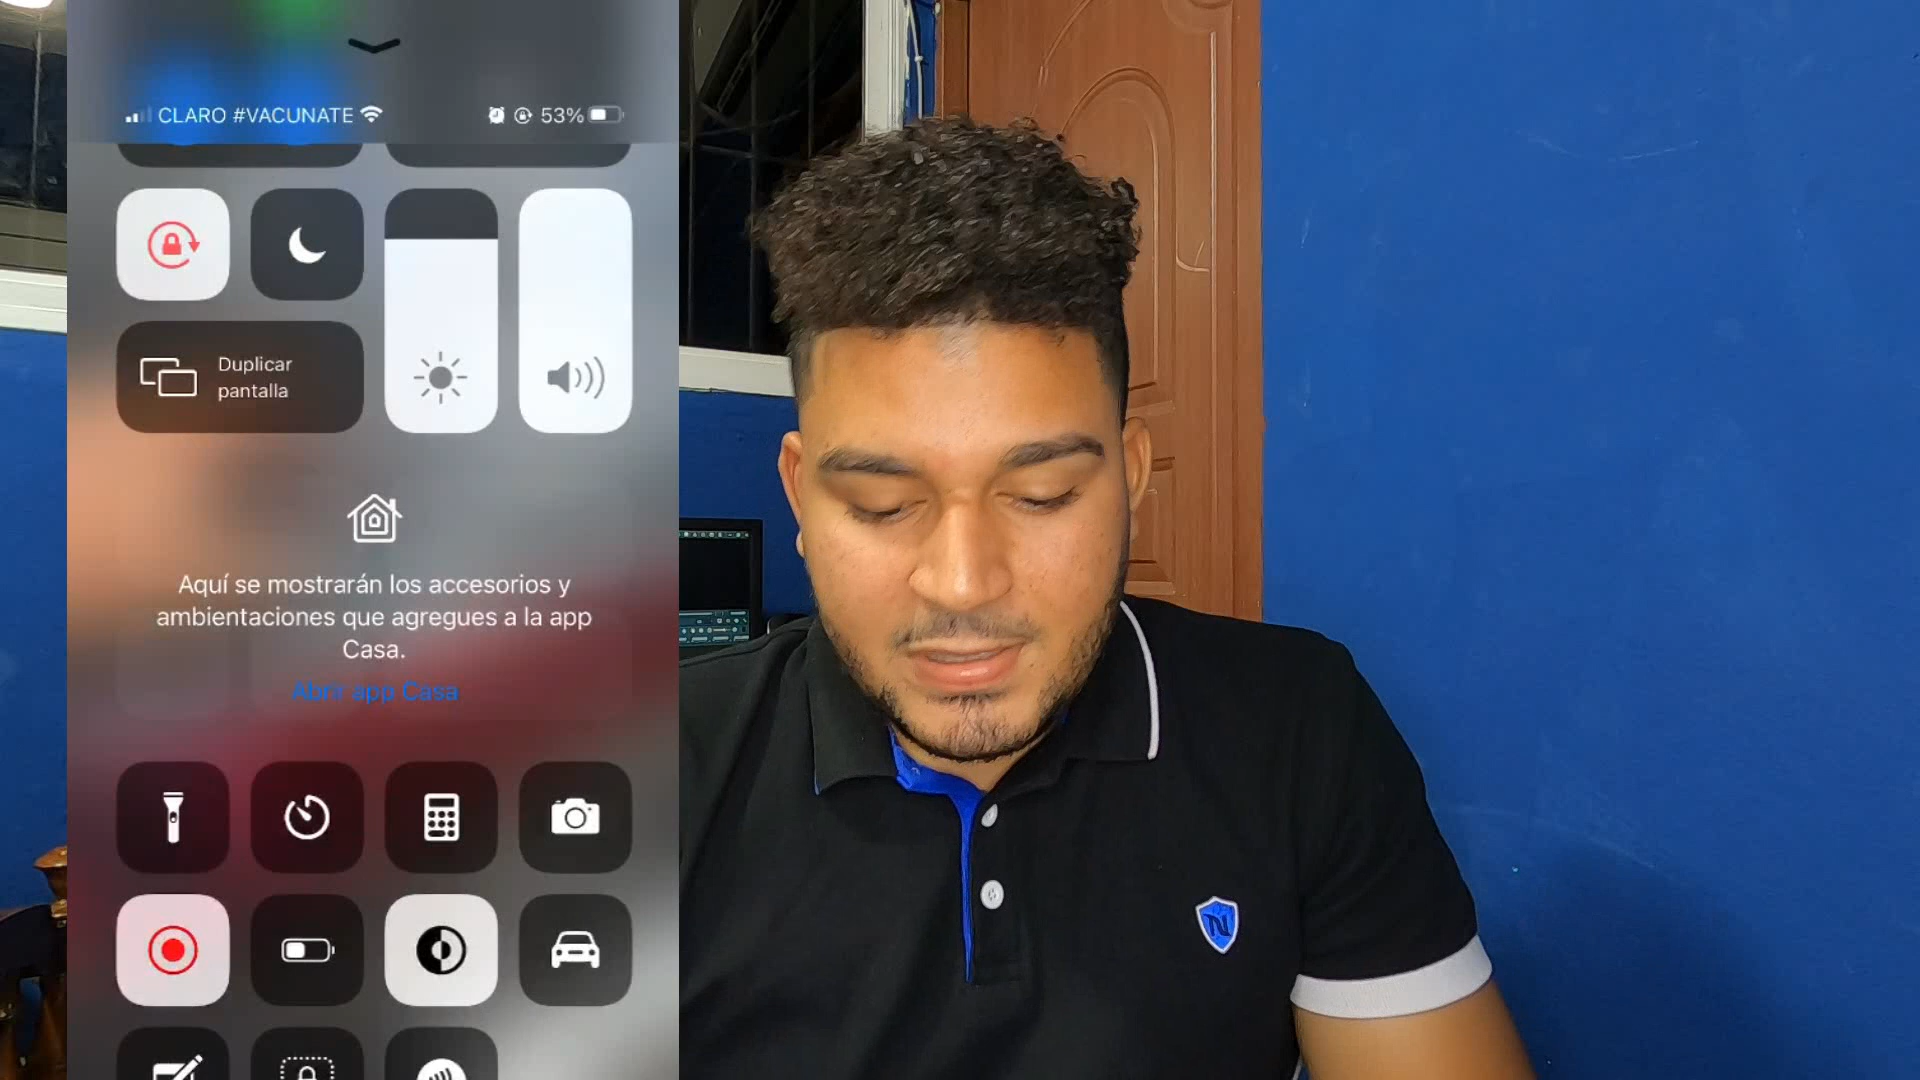 CLARO #VACUNATE
53%
Duplicar
pantalla
Aquí se mostrarán los accesorios y
ambientaciones que agregues a la app
Casa.
Abrir app Casa
N